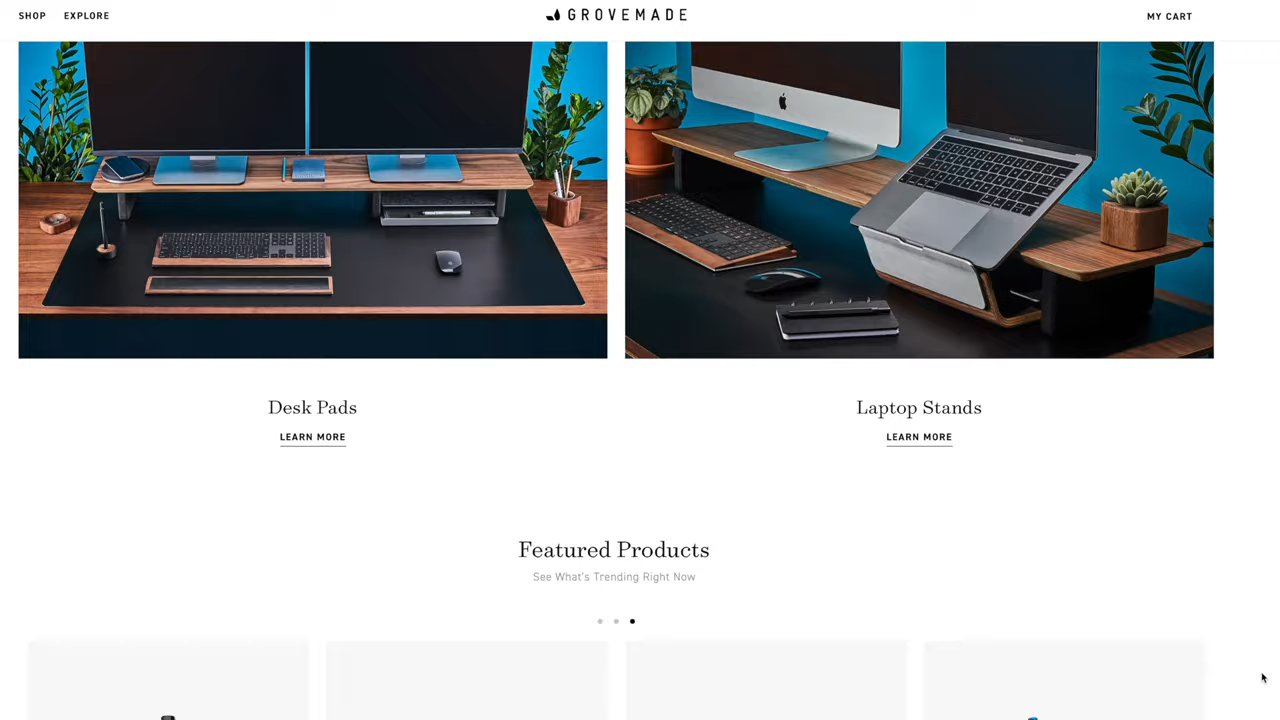 SHOP
EXPLORE
GROVEMADE
MY CART
Desk Pads
Laptop Stands
LEARN MORE
LEARN MORE
Featured Products
See What's Trending Right Now